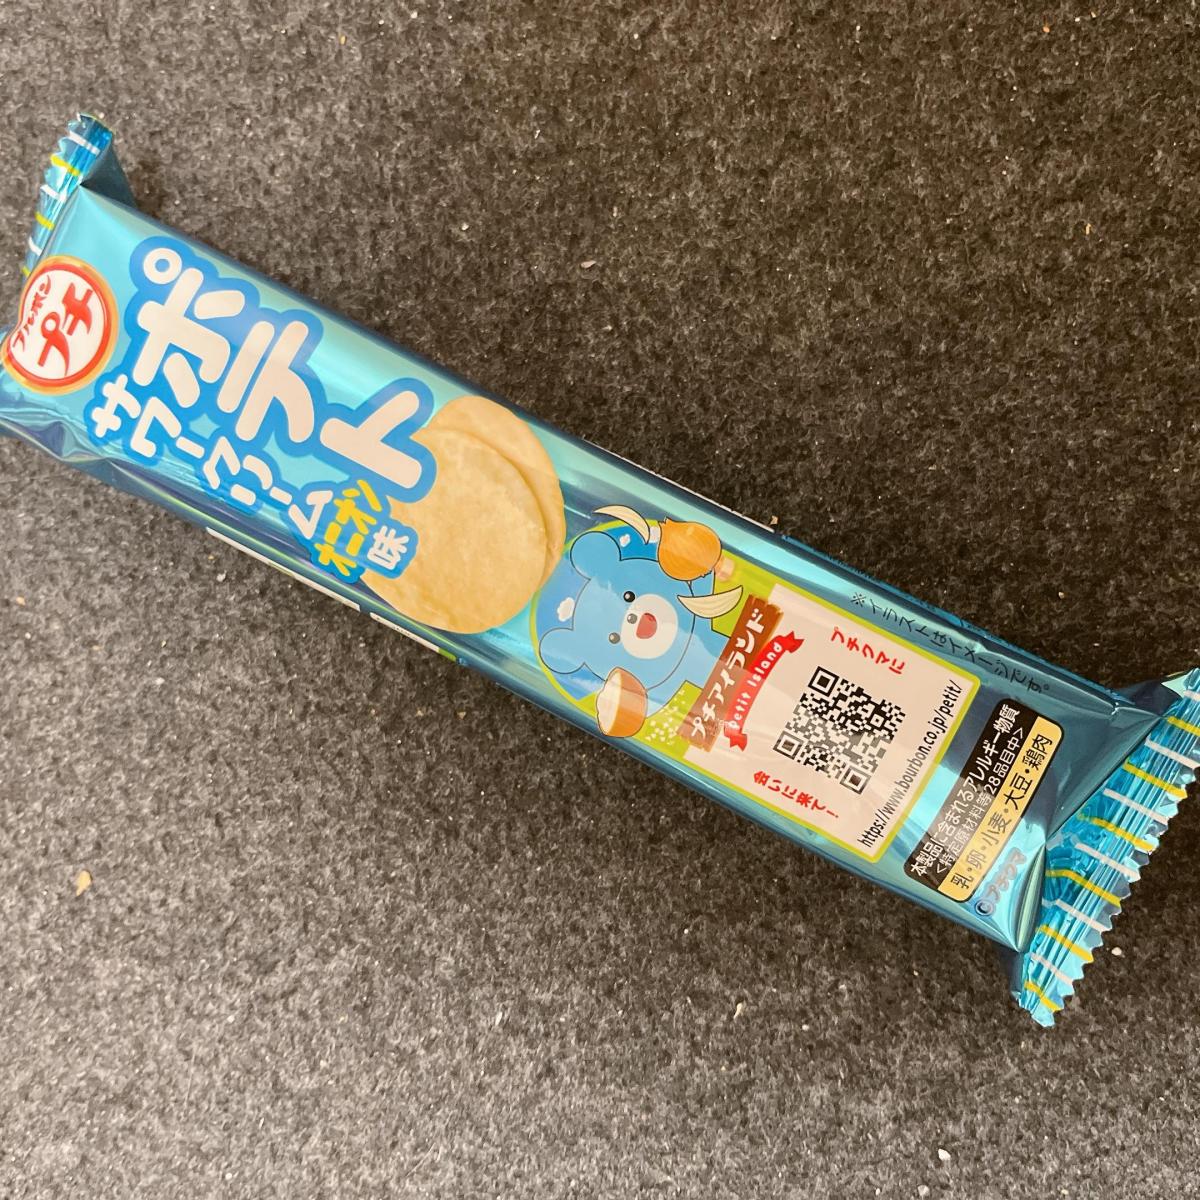 ブルボン
プチ
ポテト
サワークリーム
オニオン
味
プチアイランド
Petit Island
プチクマに
会いに来て！
https://www.bourbon.co.jp/petit/
※イラストはイメージです。
本製品に含まれるアレルギー物質
<特定原材料等28品目中>
乳・卵・小麦・大豆・鶏肉
©プチクマ